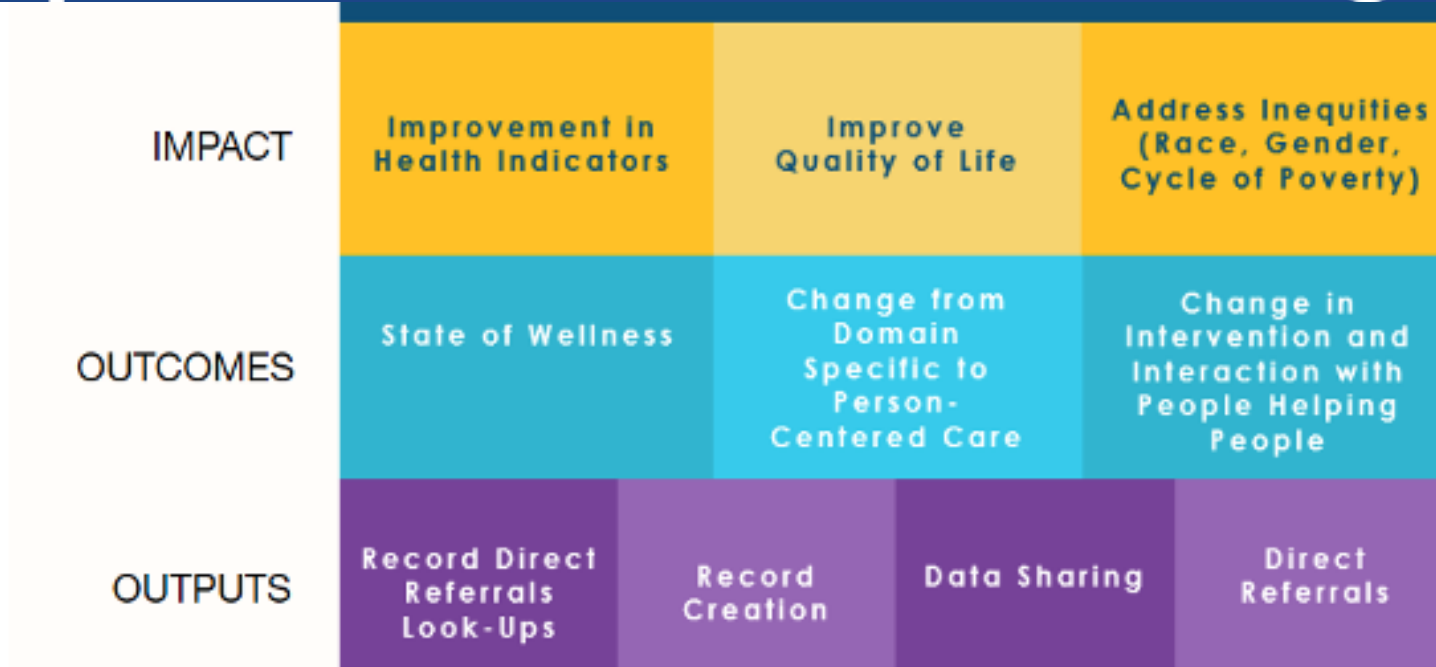 IMPACT
Improvement in
Health Indicators
Improve
Quality of Life
Address Inequities
(Race, Gender,
Cycle of Poverty)
OUTCOMES
State of Wellness
Change from
Domain
Specific to
Person-
Centered Care
Change in
Intervention and
Interaction with
People Helping
People
OUTPUTS
Record Direct
Referrals
Look-Ups
Record
Creation
Data Sharing
Direct
Referrals